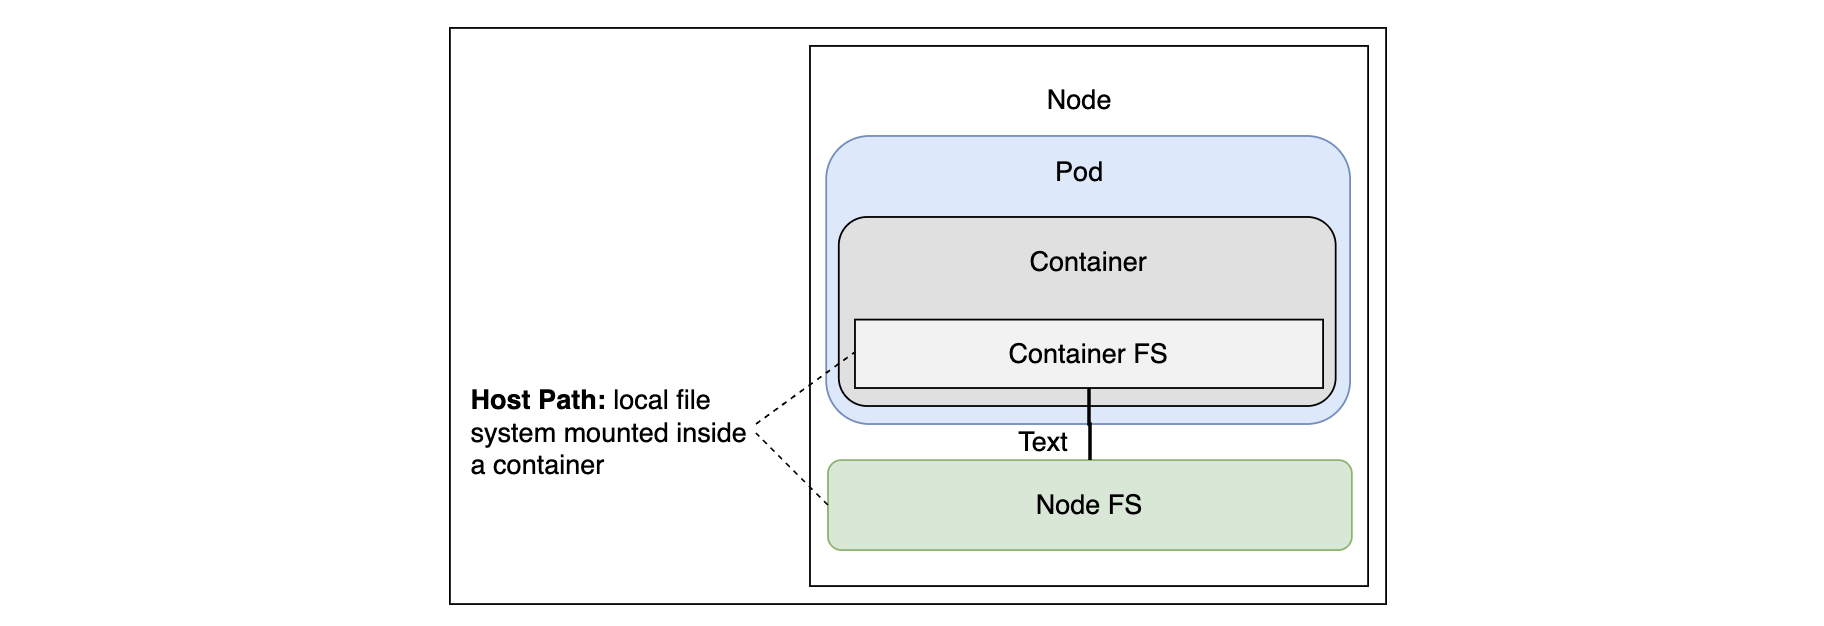 Node
Pod
Container
Container FS
Host Path: local file
system mounted inside
a container
Text
Node FS